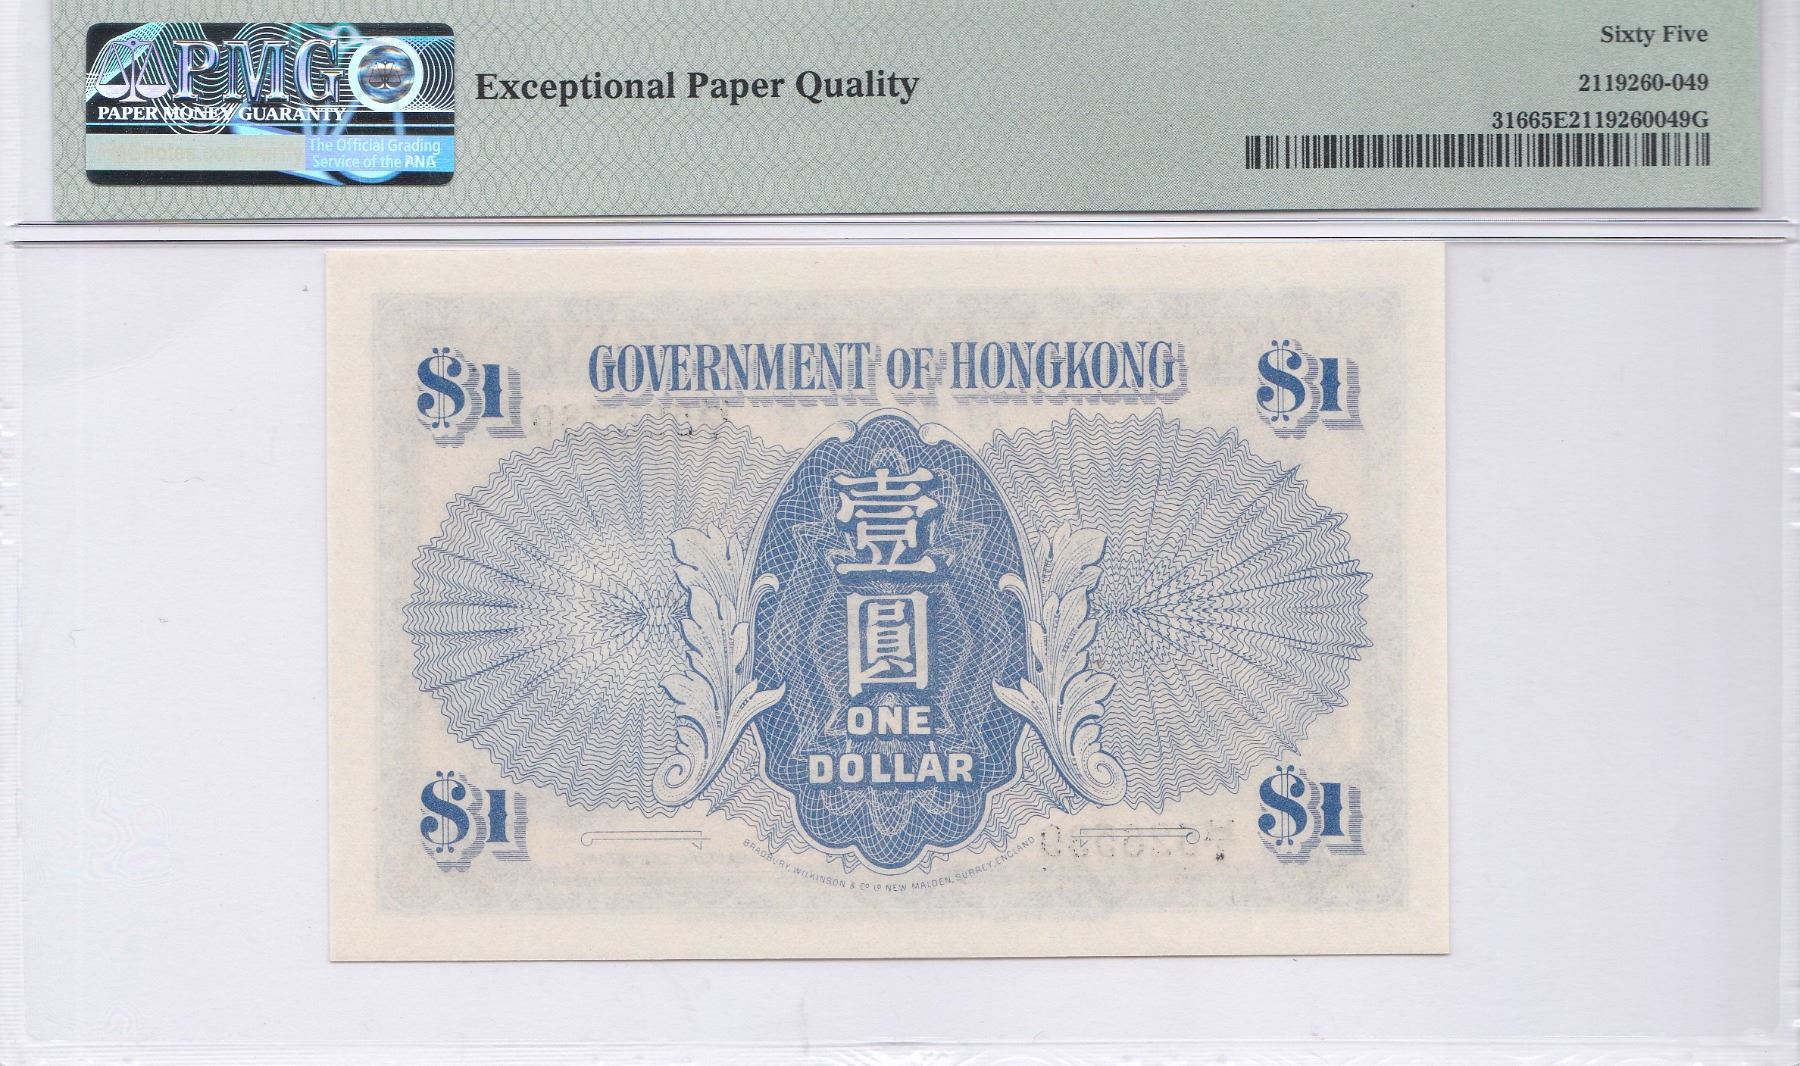 Sixty Five
PMG
Exceptional Paper Quality
2119260-049
PAPER MONEY GUARANTY
31665E2119260049G
The Official Grading
Service of the PNG
$1
GOVERNMENT OF HONGKONG
$1
壹
圓
ONE
DOLLAR
$1
$1
BRADBURY, WILKINSON & Co Ld NEW MALDEN, SURREY, ENGLAND